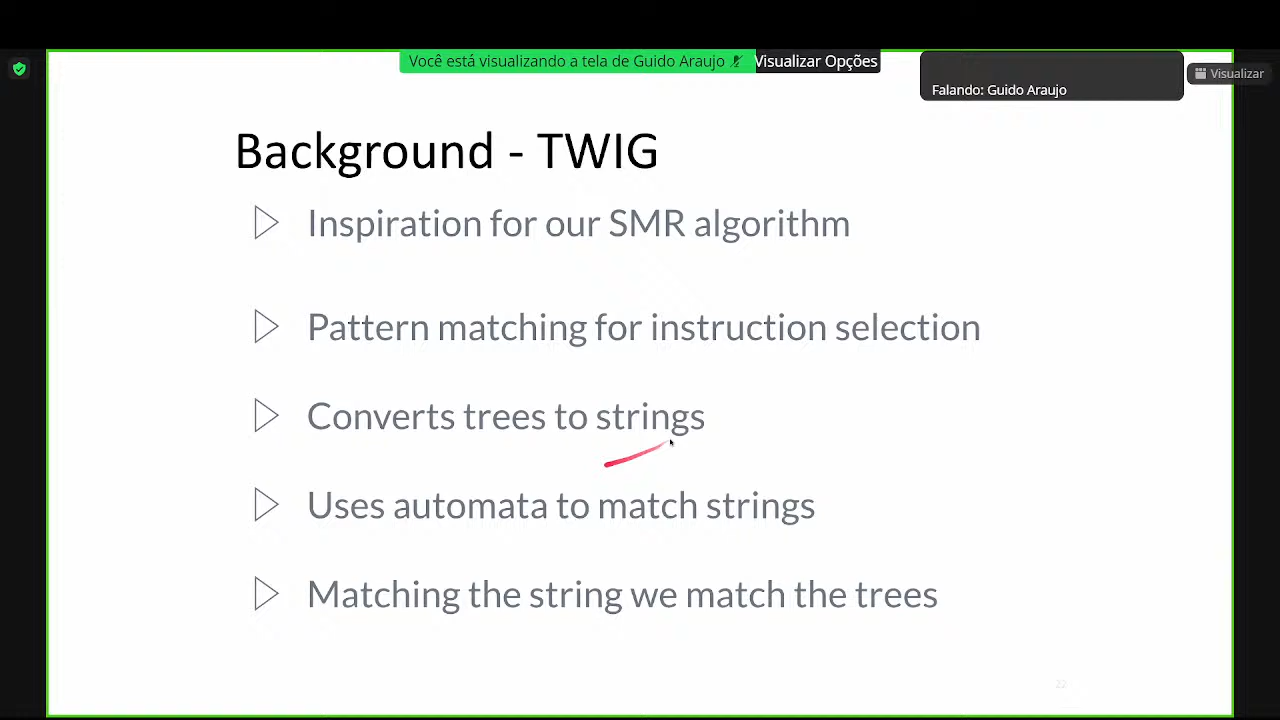 Você está visualizando a tela de Guido Araujo
Visualizar Opções
Falando: Guido Araujo
Visualizar
Background - TWIG
Inspiration for our SMR algorithm
Pattern matching for instruction selection
Converts trees to strings
Uses automata to match strings
Matching the string we match the trees
22